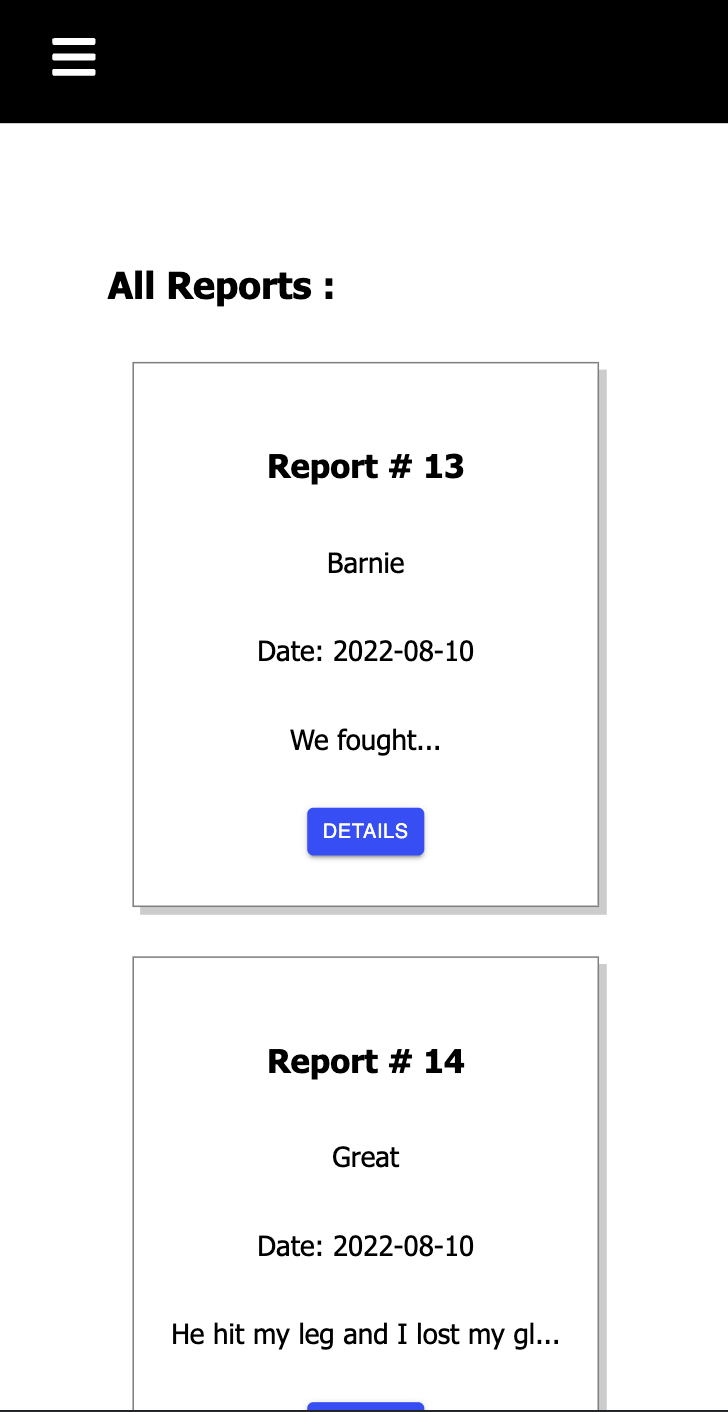 All Reports :
Report # 13
Barnie
Date: 2022-08-10
We fought...
DETAILS
Report # 14
Great
Date: 2022-08-10
He hit my leg and I lost my gl...